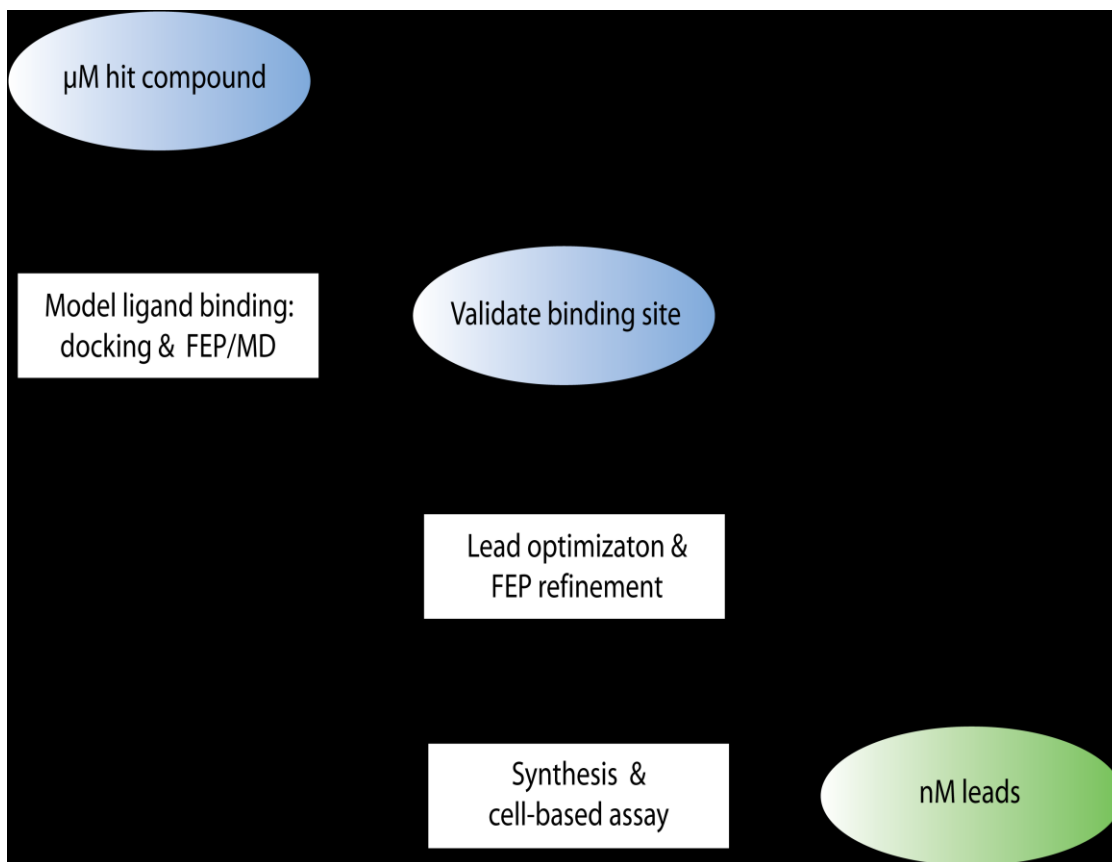 µM hit compound
Model ligand binding:
docking & FEP/MD
Validate binding site
Lead optimizaton &
FEP refinement
Synthesis &
cell-based assay
nM leads